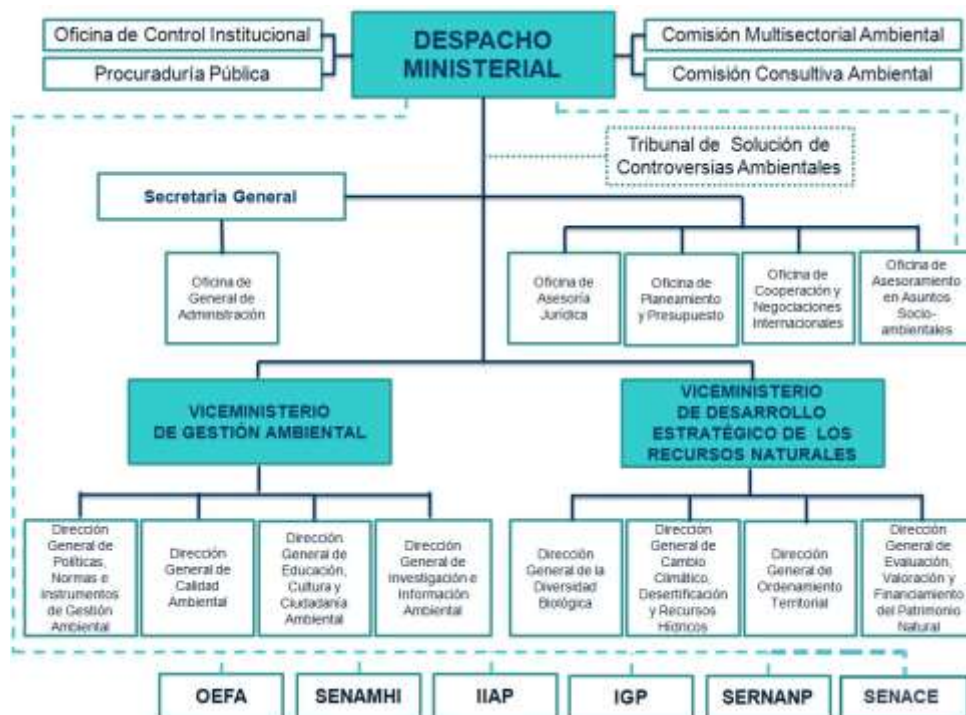 Oficina de Control Institucional
Procuraduría Pública
DESPACHO
MINISTERIAL
Comisión Multisectorial Ambiental
Comisión Consultiva Ambiental
Tribunal de Solución de
Controversias Ambientales
Secretaría General
Oficina de
General de
Administración
Oficina de
Asesoría
Jurídica
Oficina de
Planeamiento
y Presupuesto
Oficina de
Cooperación y
Negociaciones
Internacionales
Oficina de
Asesoramiento
en Asuntos
Socio-
ambientales
VICEMINISTERIO
DE GESTIÓN AMBIENTAL
VICEMINISTERIO
DE DESARROLLO
ESTRATÉGICO DE LOS
RECURSOS NATURALES
Dirección
General de
Políticas,
Normas e
Instrumentos
de Gestión
Ambiental
Dirección
General de
Calidad
Ambiental
Dirección
General de
Educación,
Cultura y
Ciudadanía
Ambiental
Dirección
General de
Investigación e
Información
Ambiental
Dirección
General de la
Diversidad
Biológica
Dirección
General de
Cambio
Climático,
Desertificación
y Recursos
Hídricos
Dirección
General de
Ordenamiento
Territorial
Dirección
General de
Evaluación,
Valoración y
Financiamiento
del Patrimonio
Natural
OEFA
SENAMHI
IIAP
IGP
SERNANP
SENACE